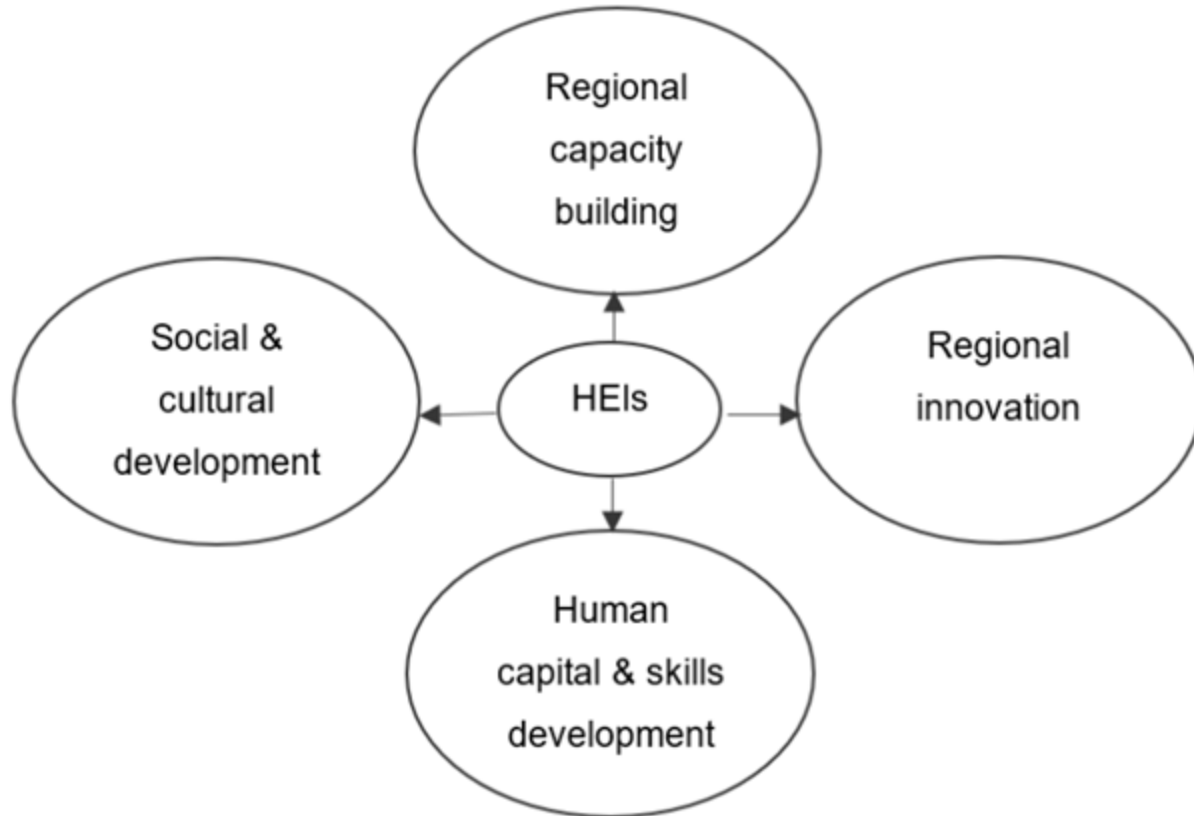 Regional
capacity
building
Social &
cultural
development
HEIs
Regional
innovation
Human
capital & skills
development